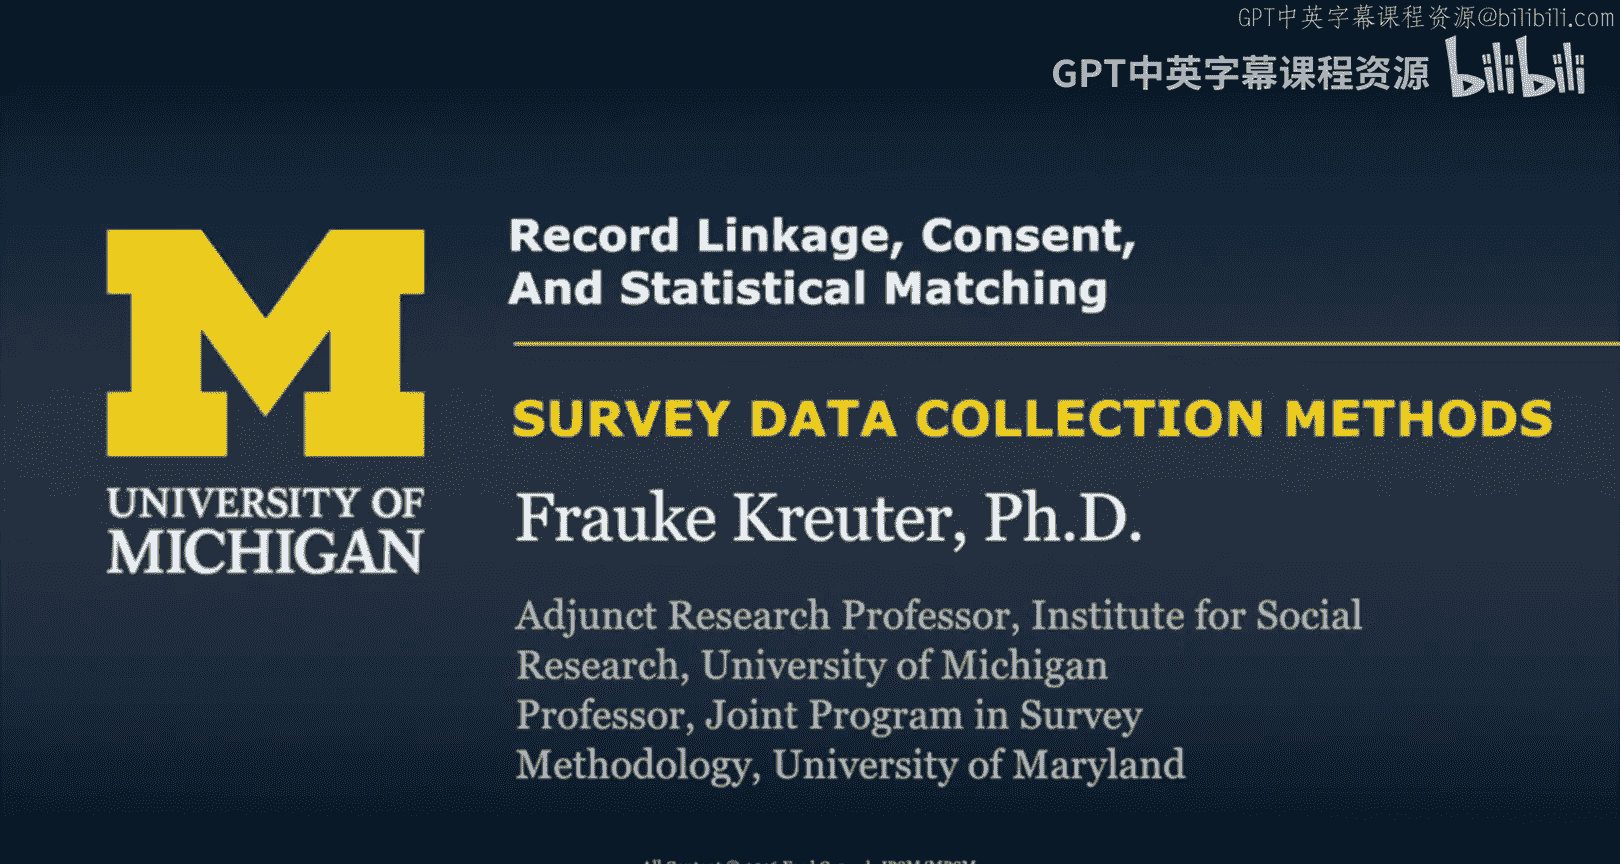 GPT中英字幕课程资源@bilibili.com
GPT中英字幕课程资源 bilibili
Record Linkage, Consent,
And Statistical Matching
SURVEY DATA COLLECTION METHODS
Frauke Kreuter, Ph.D.
UNIVERSITY OF
MICHIGAN
Adjunct Research Professor, Institute for Social
Research, University of Michigan
Professor, Joint Program in Survey
Methodology, University of Maryland